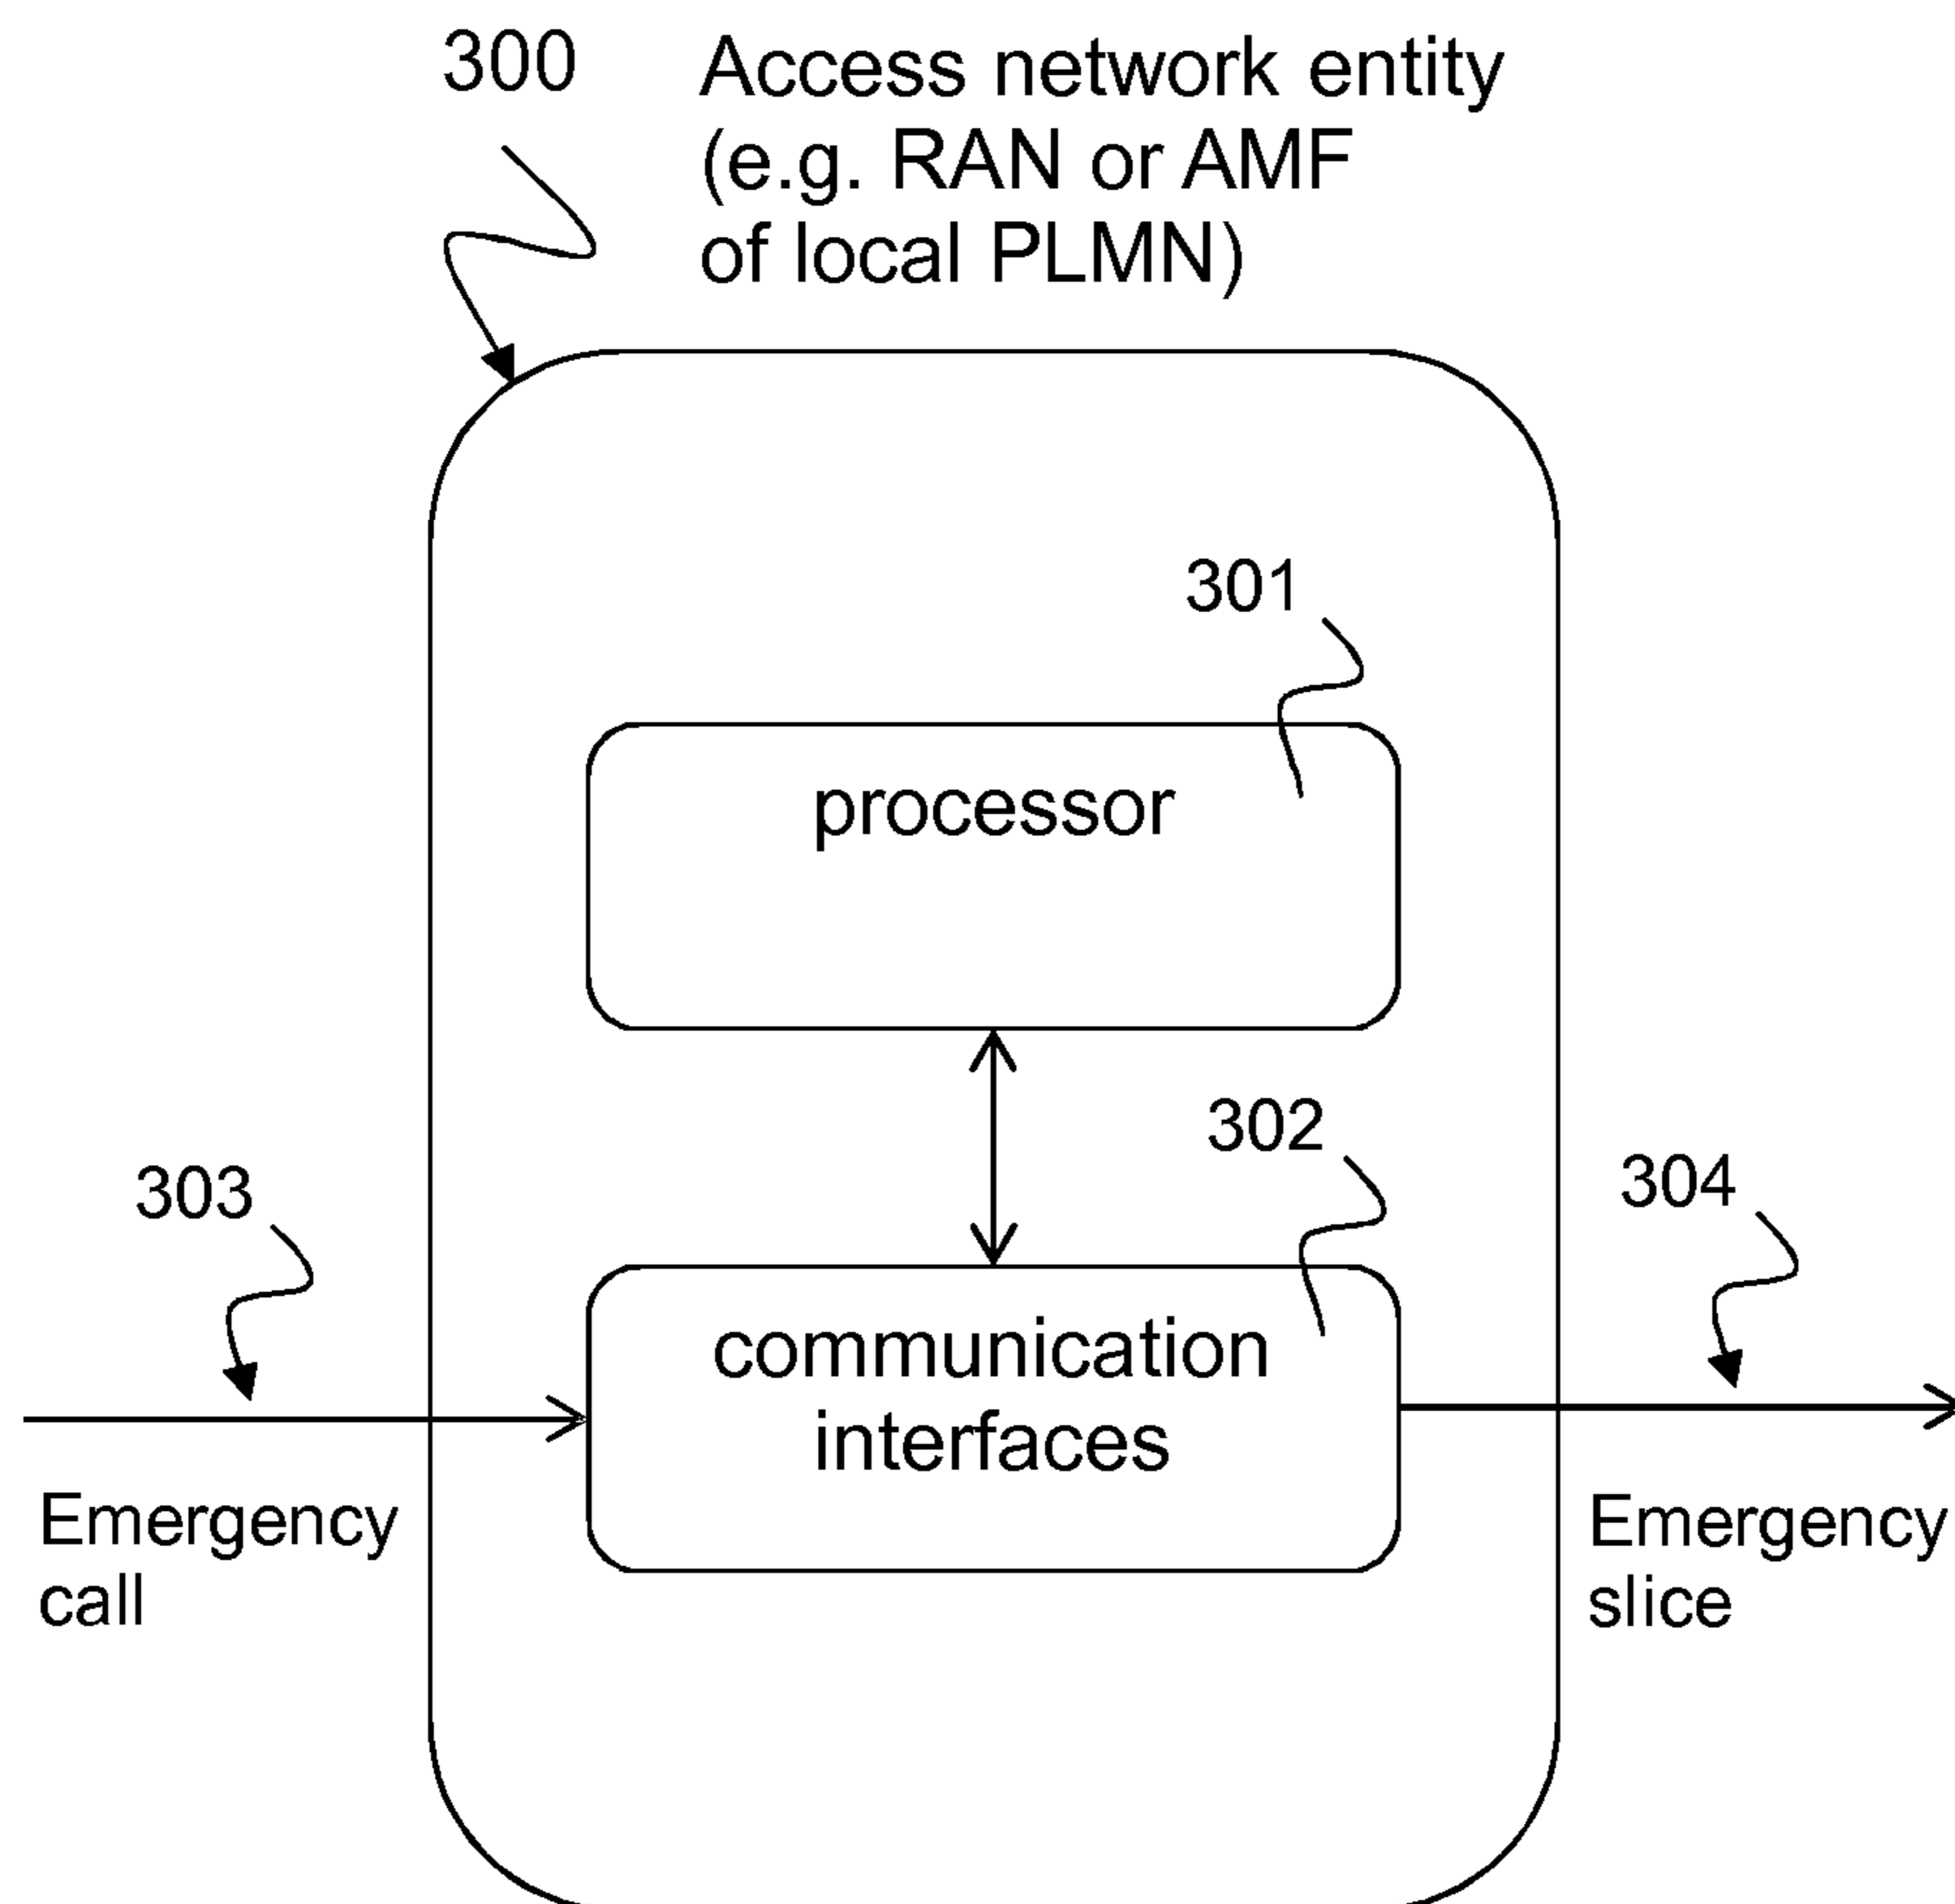 300
Access network entity
(e.g. RAN or AMF
of local PLMN)
301
processor
302
303
304
communication
interfaces
Emergency
call
Emergency
slice